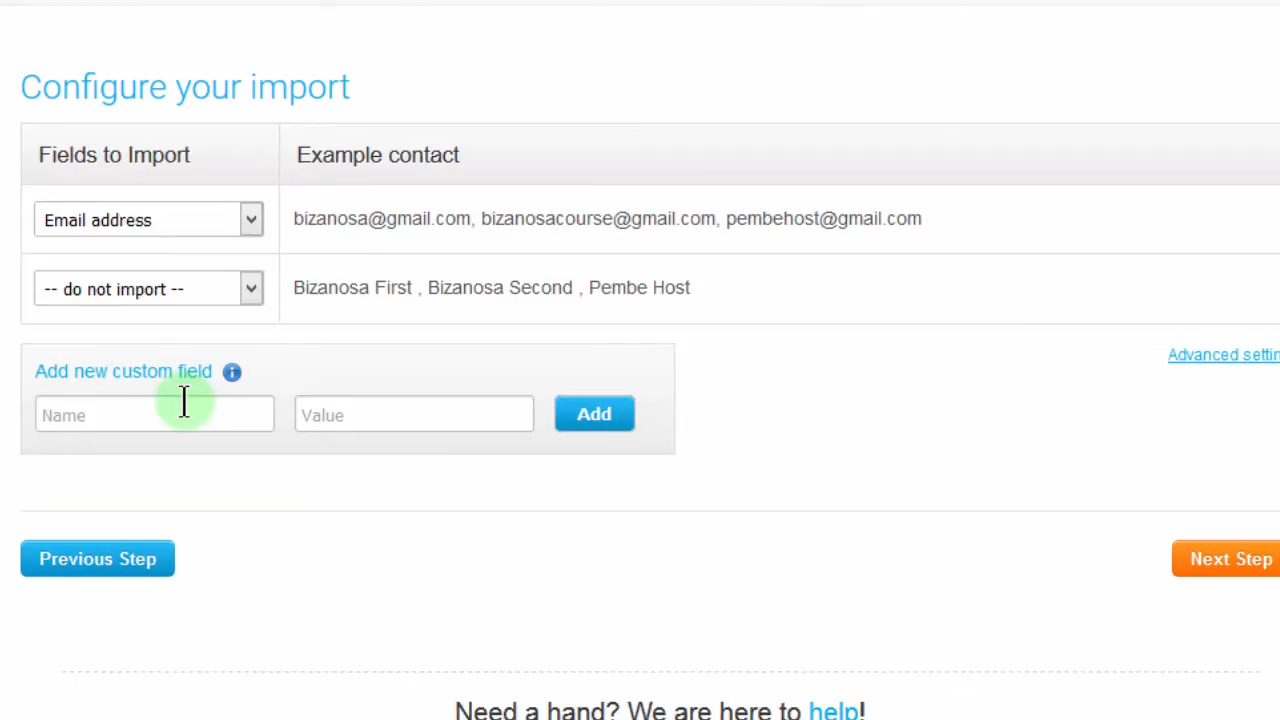 Configure your import
Fields to Import
Example contact
Email address
bizanosa@gmail.com, bizanosacourse@gmail.com, pembehost@gmail.com
-- do not import --
Bizanosa First , Bizanosa Second , Pembe Host
Advanced settin
Add new custom field
Name
Value
Add
Previous Step
Next Step
Need a hand? We are here to help!